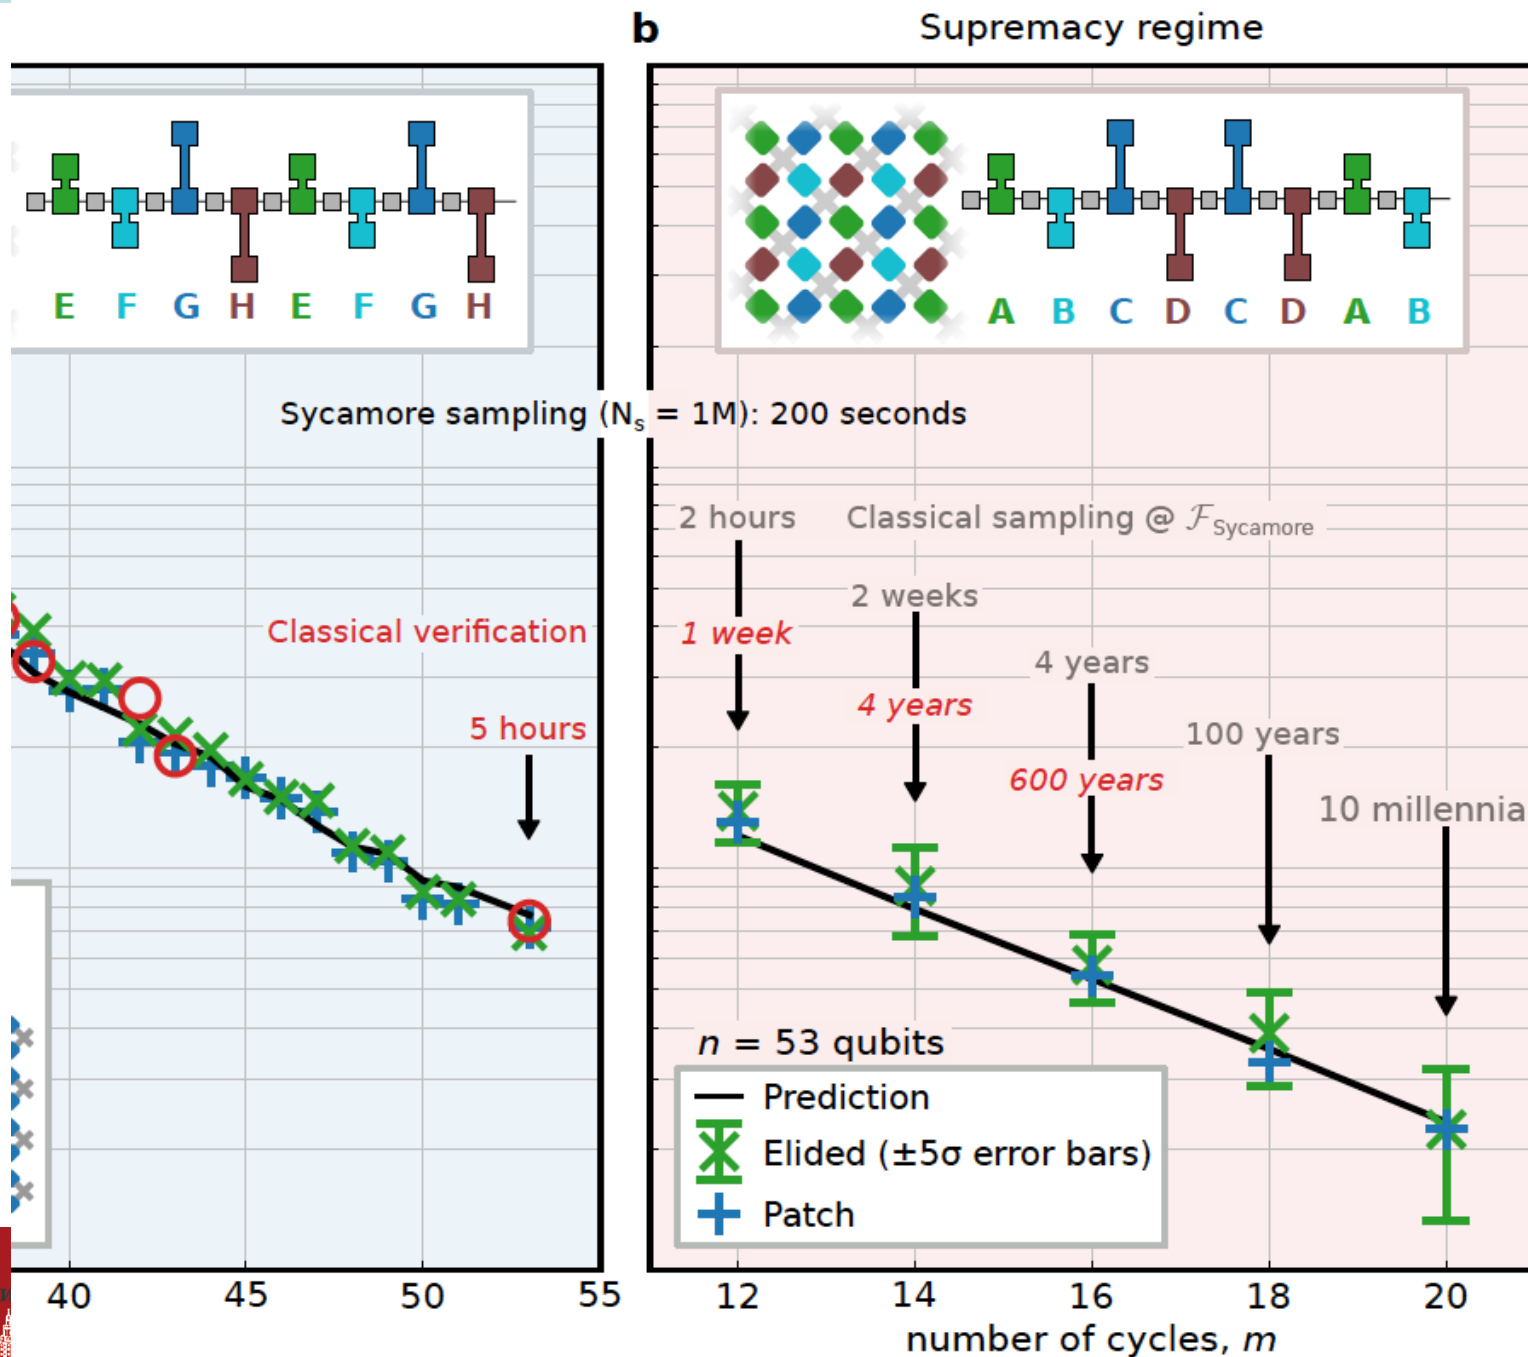 b
Supremacy regime
E F G H E F G H
A B C D C D A B
Sycamore sampling (Ns = 1M): 200 seconds
2 hours
Classical sampling @ ℱSycamore
2 weeks
Classical verification
1 week
4 years
4 years
5 hours
100 years
600 years
10 millennia
n = 53 qubits
Prediction
Elided (±5σ error bars)
Patch
40 45 50 55
12 14 16 18 20
number of cycles, m